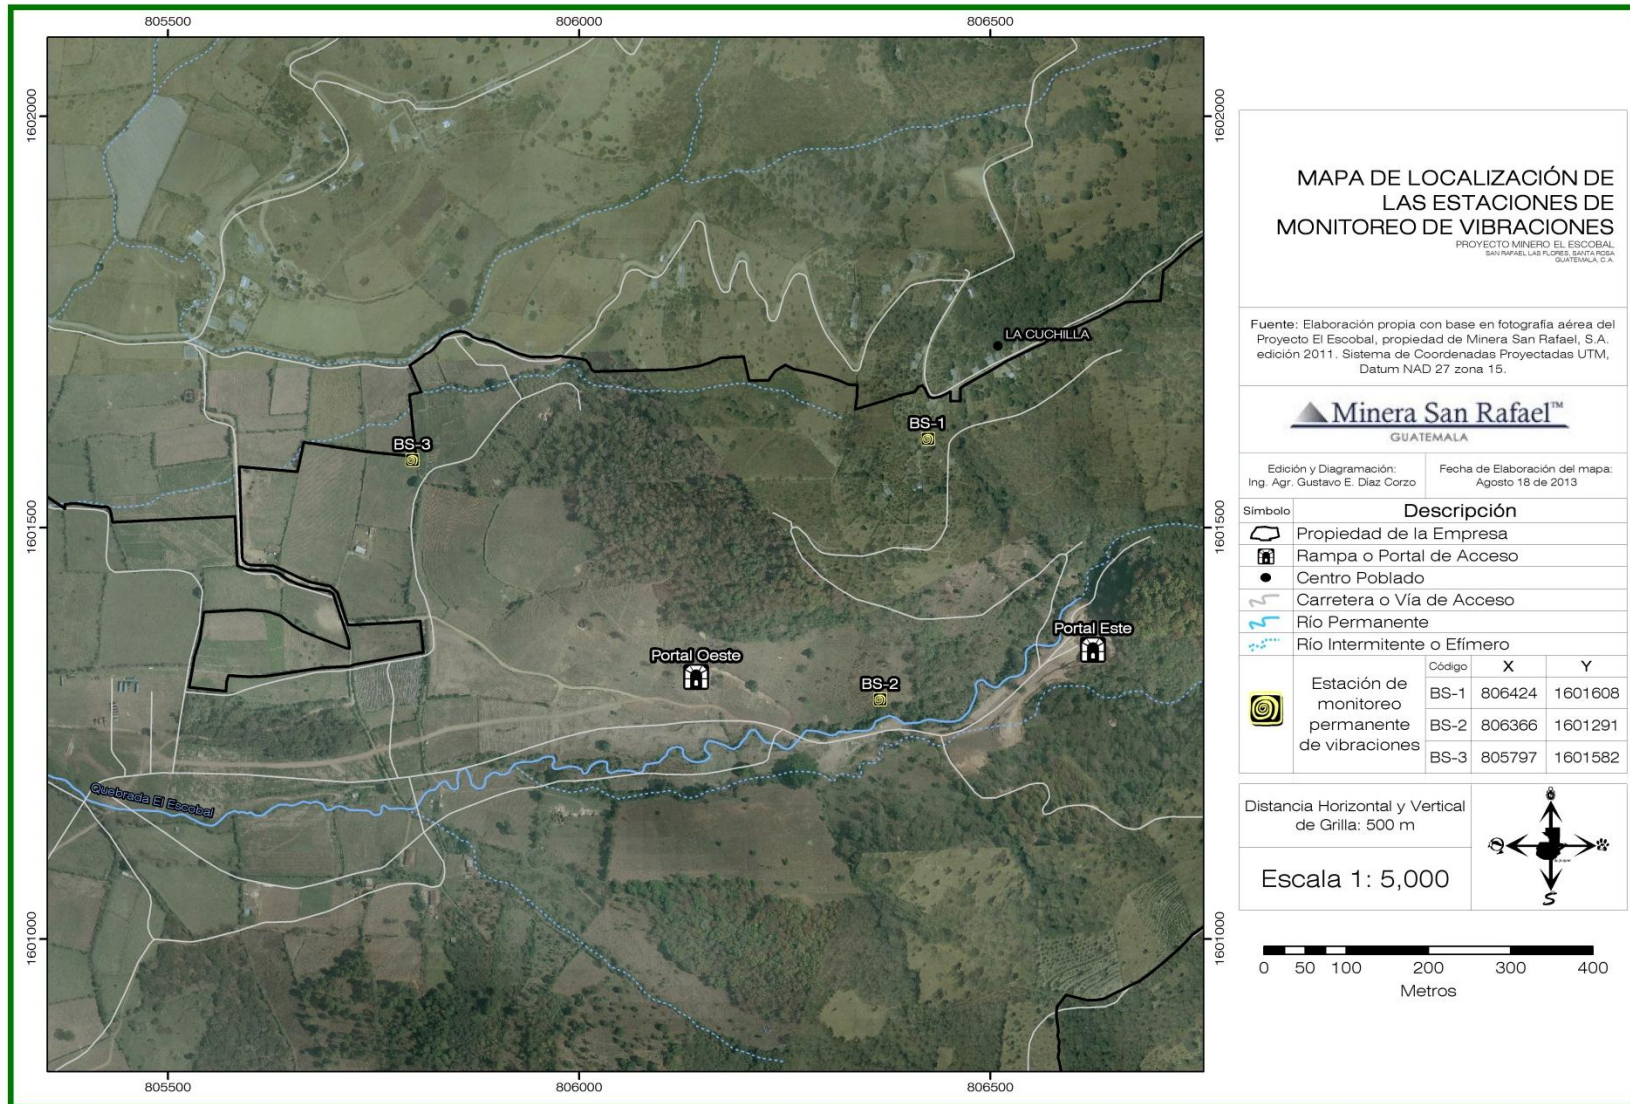 805500
806000
806500
1602000
1602000
LA CUCHILLA
BS-1
BS-3
1601500
1601500
Portal Este
Portal Oeste
BS-2
Quebrada El Escobal
1601000
1601000
805500
806000
806500
MAPA DE LOCALIZACIÓN DE
LAS ESTACIONES DE
MONITOREO DE VIBRACIONES
PROYECTO MINERO EL ESCOBAL
SAN RAFAEL LAS FLORES, SANTA ROSA
GUATEMALA, C.A.
Fuente: Elaboración propia con base en fotografía aérea del
Proyecto El Escobal, propiedad de Minera San Rafael, S.A.
edición 2011. Sistema de Coordenadas Proyectadas UTM,
Datum NAD 27 zona 15.
Minera San Rafael™
GUATEMALA
Edición y Diagramación:
Ing. Agr. Gustavo E. Díaz Corzo
Fecha de Elaboración del mapa:
Agosto 18 de 2013
Símbolo Descripción
Propiedad de la Empresa
Rampa o Portal de Acceso
Centro Poblado
Carretera o Vía de Acceso
Río Permanente
Río Intermitente o Efímero
Estación de
monitoreo
permanente
de vibraciones
Código X Y
BS-1 806424 1601608
BS-2 806366 1601291
BS-3 805797 1601582
Distancia Horizontal y Vertical
de Grilla: 500 m
Escala 1: 5,000
S
0 50 100 200 300 400
Metros